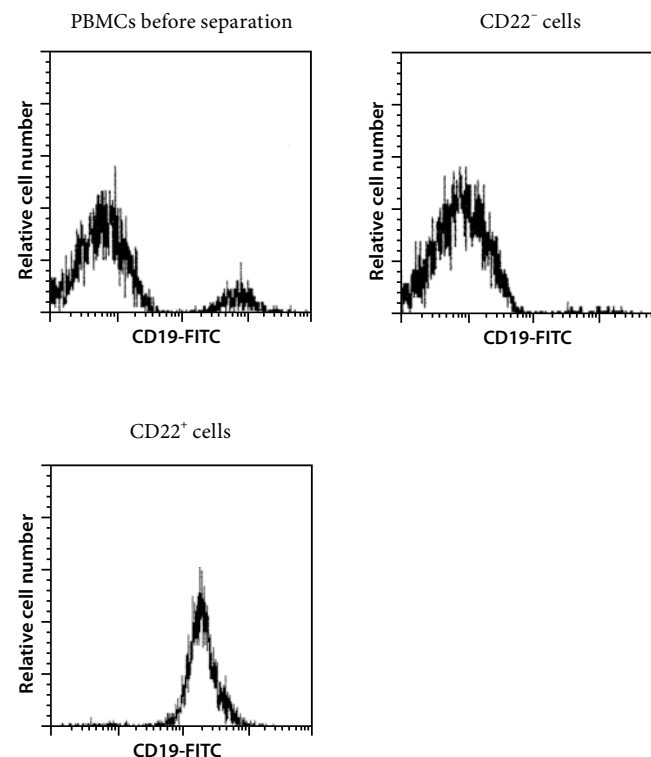 PBMCs before separation
CD22⁻ cells
Relative cell number
CD19-FITC
Relative cell number
CD19-FITC
CD22⁺ cells
Relative cell number
CD19-FITC